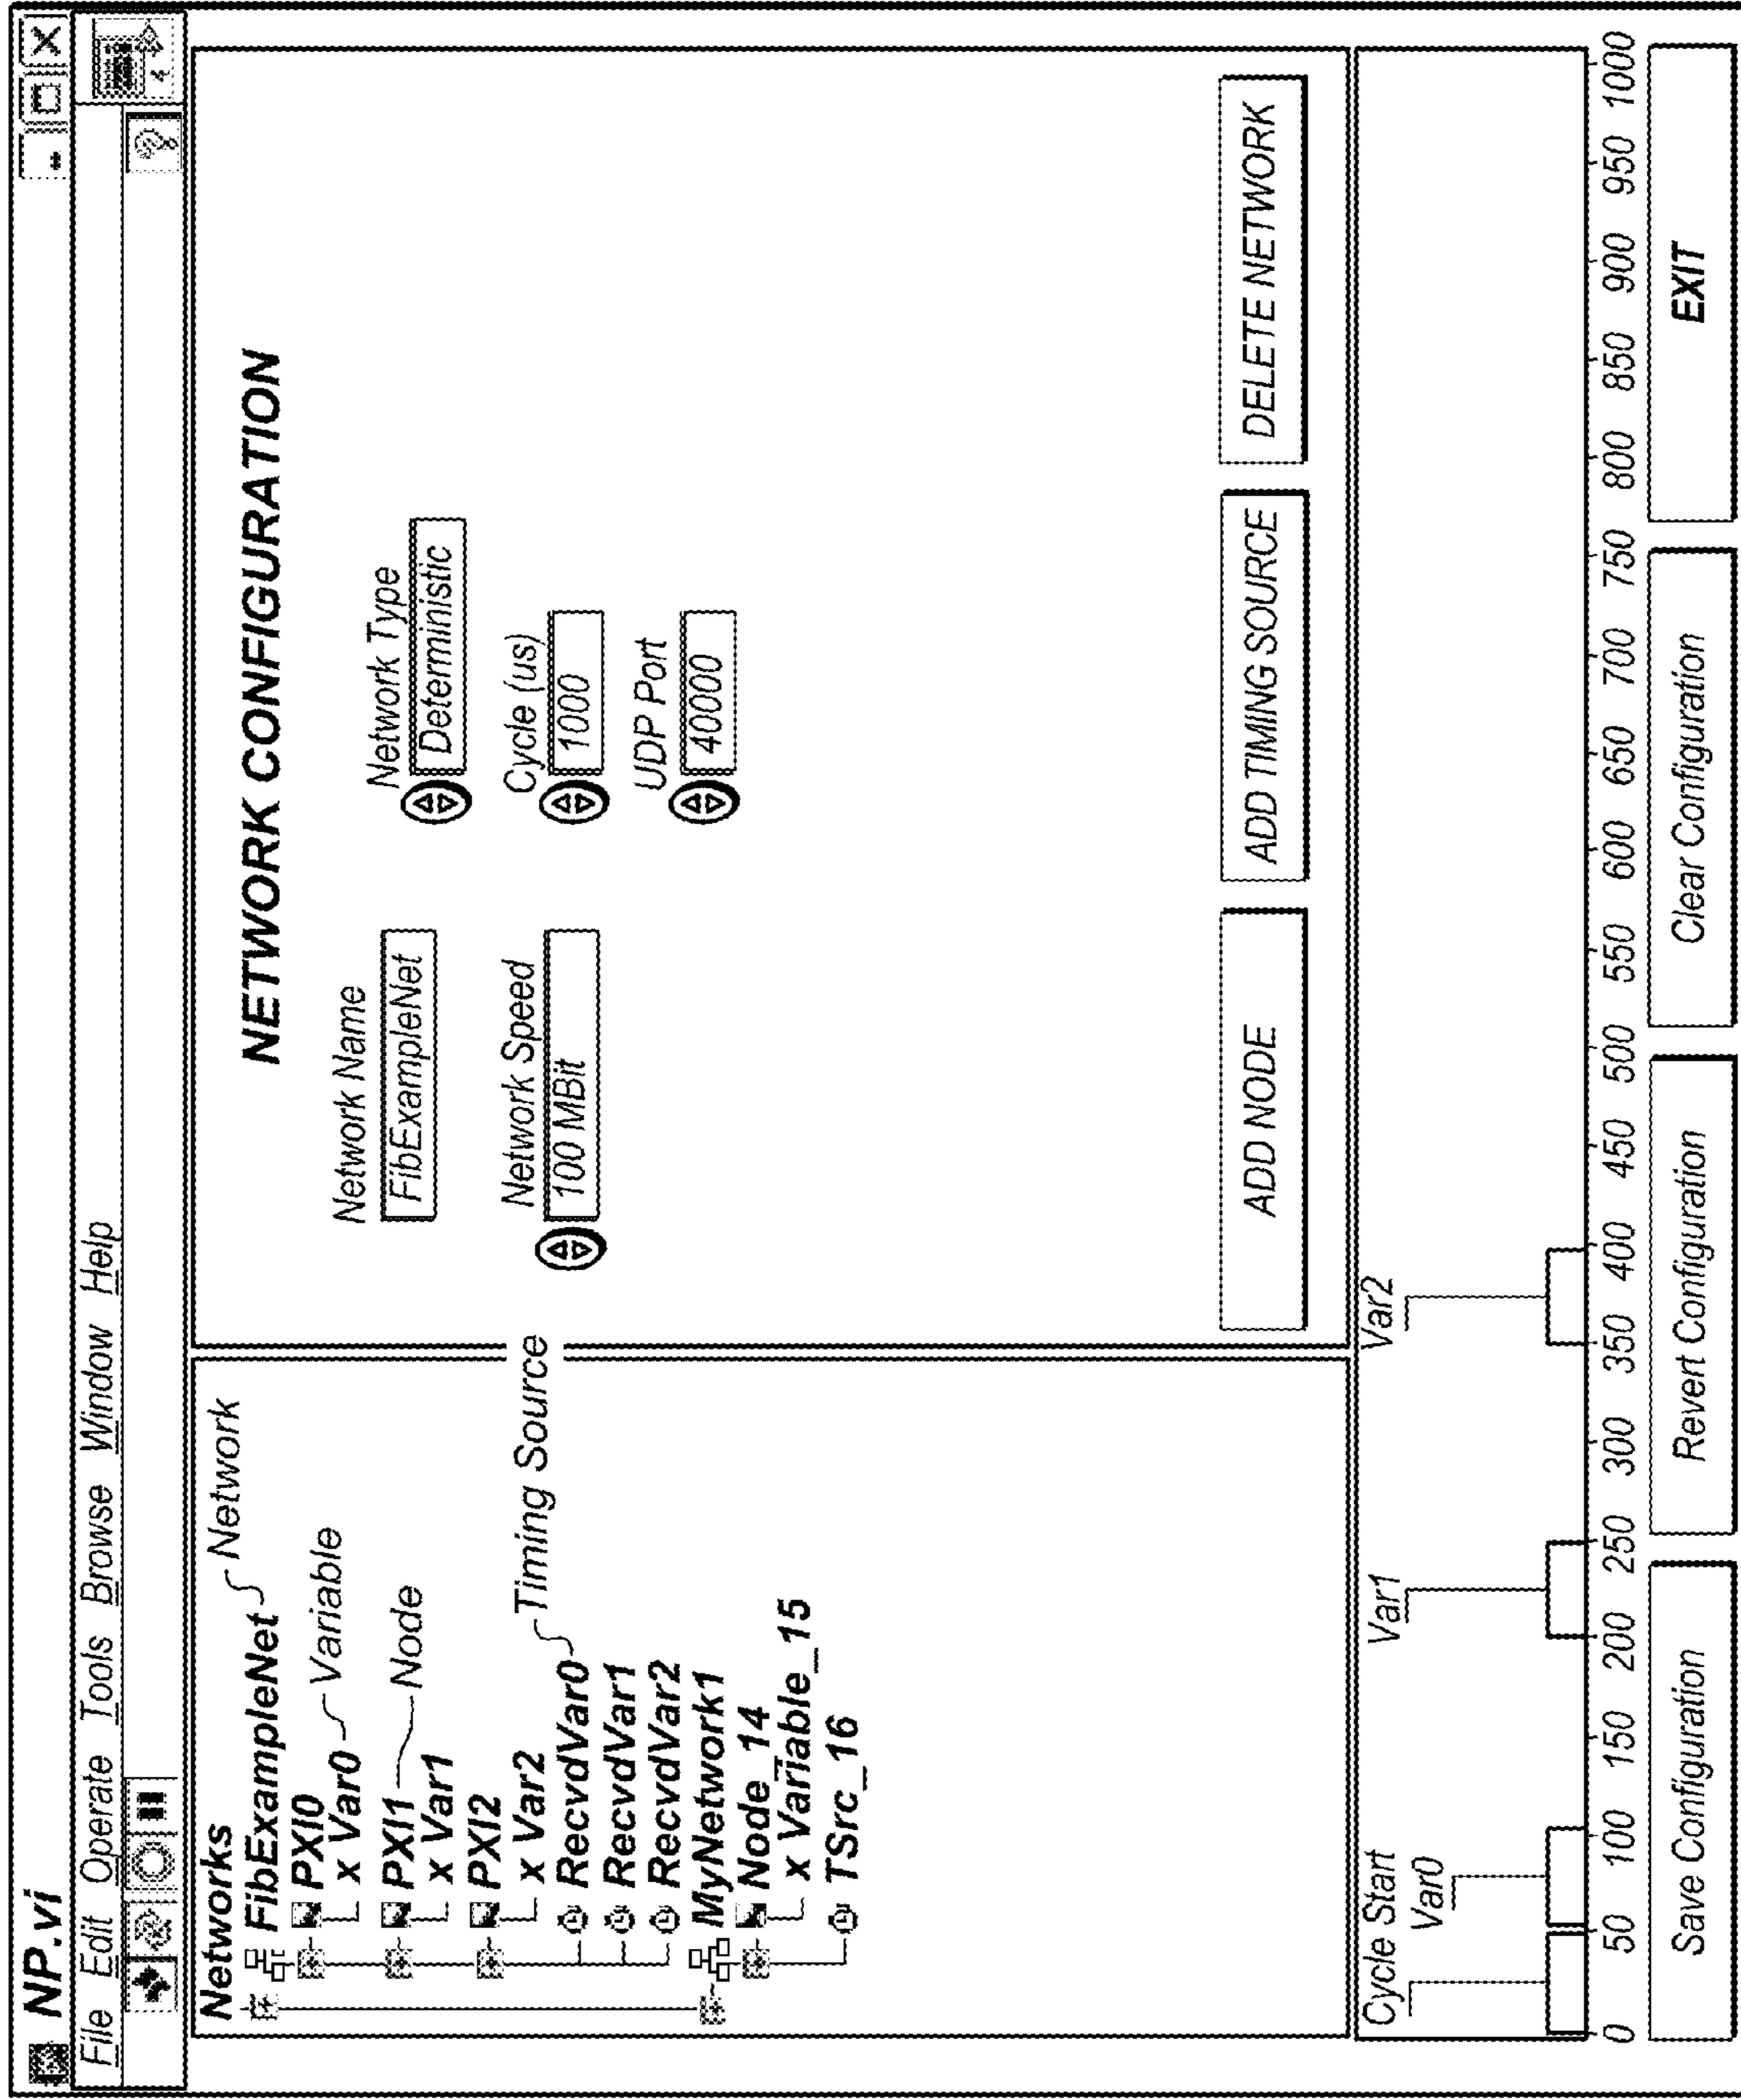 NP.vi
File Edit Operate Tools Browse Window Help
Networks
FibExampleNet
Network
PXI0
x Var0
Variable
PXI1
Node
x Var1
PXI2
x Var2
RecvdVar0
Timing Source
RecvdVar1
RecvdVar2
MyNetwork1
Node_14
x Variable_15
TSrc_16
NETWORK CONFIGURATION
Network Name
FibExampleNet
Network Type
Deterministic
Network Speed
100 MBit
Cycle (us)
1000
UDP Port
40000
ADD NODE
ADD TIMING SOURCE
DELETE NETWORK
Cycle Start
Var0
Var1
Var2
0 50 100 150 200 250 300 350 400 450 500 550 600 650 700 750 800 850 900 950 1000
Save Configuration
Revert Configuration
Clear Configuration
EXIT